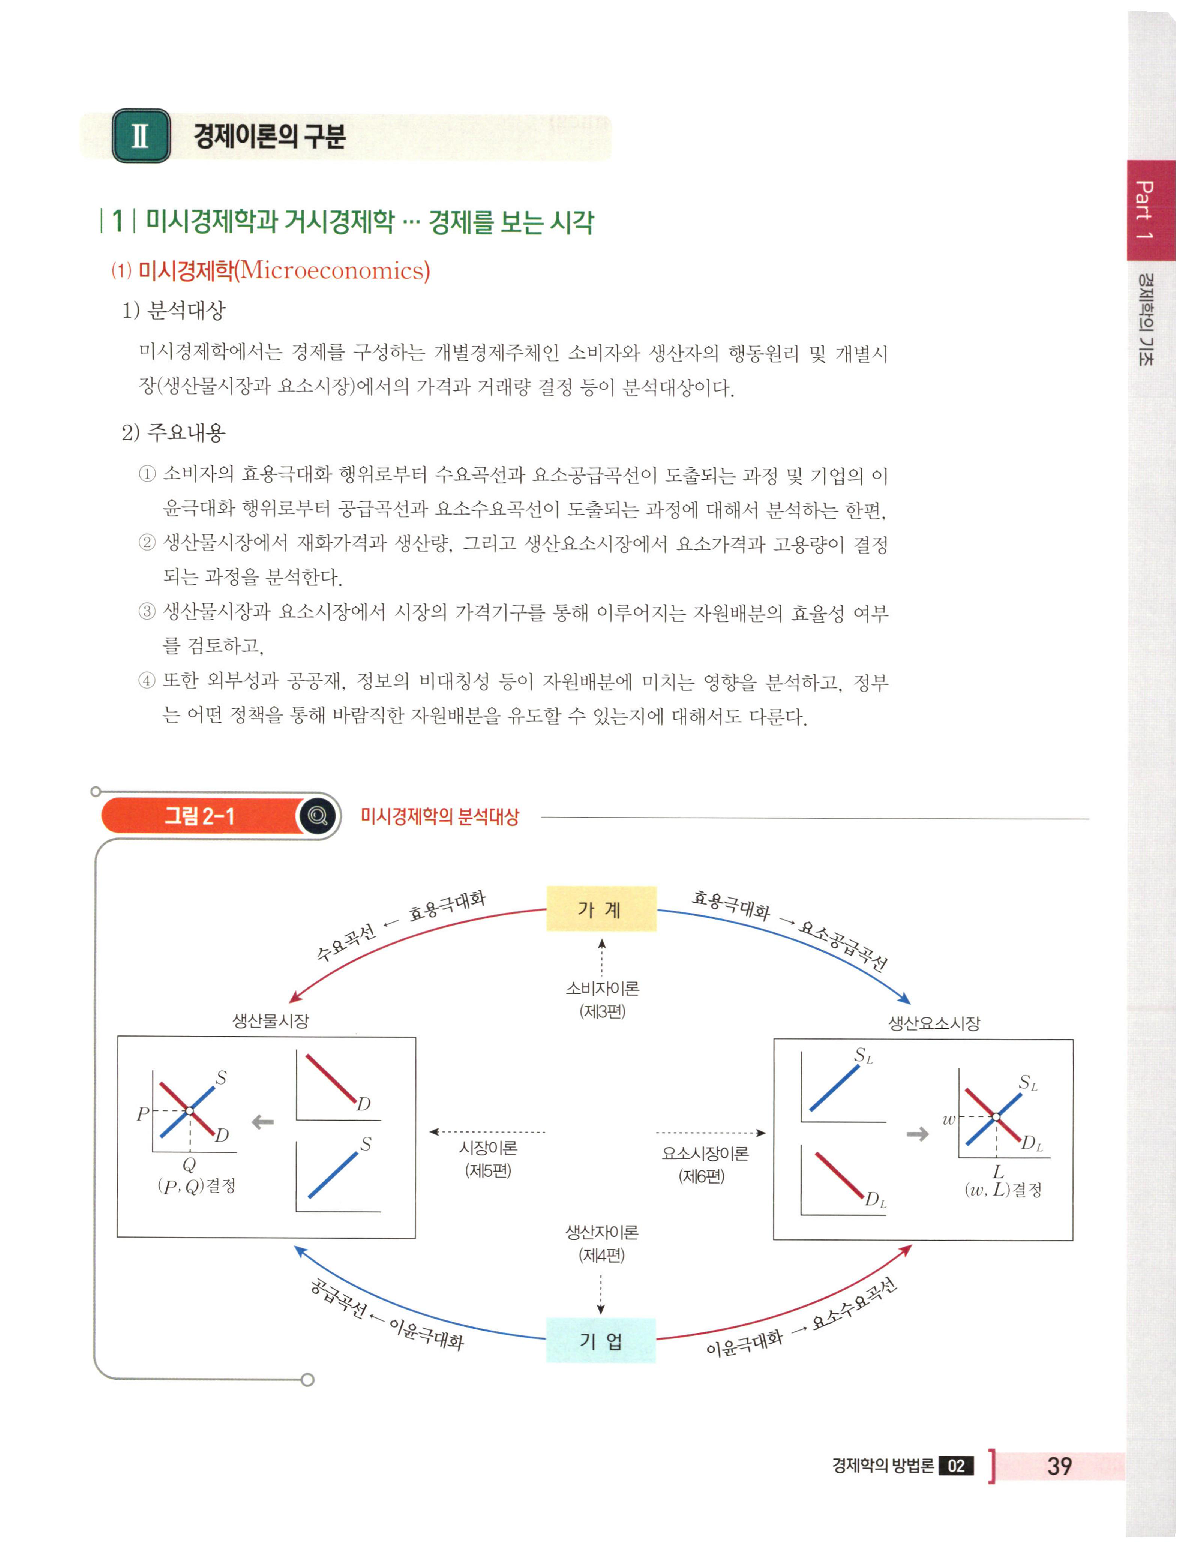 Ⅱ 경제이론의 구분
|1| 미시경제학과 거시경제학 … 경제를 보는 시각
(1) 미시경제학(Microeconomics)
1) 분석대상
미시경제학에서는 경제를 구성하는 개별경제주체인 소비자와 생산자의 행동원리 및 개별시
장(생산물시장과 요소시장)에서의 가격과 거래량 결정 등이 분석대상이다.
2) 주요내용
① 소비자의 효용극대화 행위로부터 수요곡선과 요소공급곡선이 도출되는 과정 및 기업의 이
윤극대화 행위로부터 공급곡선과 요소수요곡선이 도출되는 과정에 대해서 분석하는 한편,
② 생산물시장에서 재화가격과 생산량, 그리고 생산요소시장에서 요소가격과 고용량이 결정
되는 과정을 분석한다.
③ 생산물시장과 요소시장에서 시장의 가격기구를 통해 이루어지는 자원배분의 효율성 여부
를 검토하고,
④ 또한 외부성과 공공재, 정보의 비대칭성 등이 자원배분에 미치는 영향을 분석하고, 정부
는 어떤 정책을 통해 바람직한 자원배분을 유도할 수 있는지에 대해서도 다룬다.
그림 2-1 미시경제학의 분석대상
수요곡선 ← 효용극대화
가 계
효용극대화 → 요소공급곡선
소비자이론
(제3편)
생산물시장
생산요소시장
P
S
D
Q
(P, Q)결정
D
S
시장이론
(제5편)
요소시장이론
(제6편)
S_L
D_L
w
S_L
D_L
L
(w, L)결정
생산자이론
(제4편)
공급곡선 ← 이윤극대화
기 업
이윤극대화 → 요소수요곡선
경제학의 방법론 02
39
Part 1
경제학의 기초